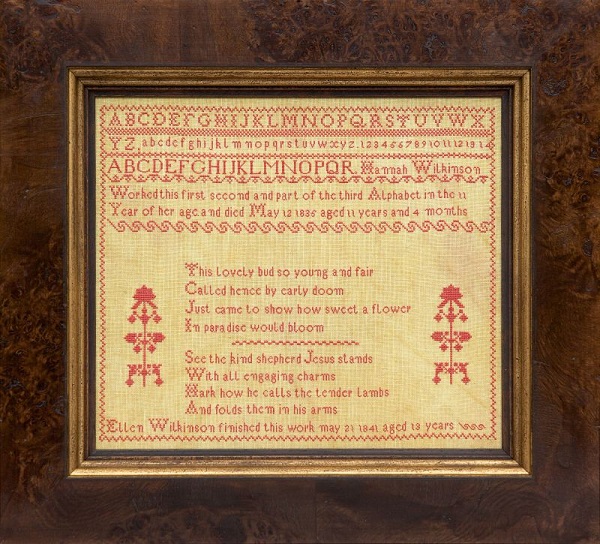 ABCDEFGHIJKLMNOPQRSTUVWX
YZ, abcdefghijklmnopqrstuvwxyz. 1234567891011121314
ABCDEFGHIJKLMNOPQR Hannah Wilkinson
Worked this first second and part of the third Alphabet in the 11
Year of her age and died May 12 1835 aged 11 years and 4 months
This lovely bud so young and fair
Called hence by early doom
Just came to show how sweet a flower
In paradise would bloom
See the kind shepherd Jesus stands
With all engaging charms
Hark how he calls the tender lambs
And folds them in his arms
Ellen Wilkinson finished this work may 21 1841 aged 13 years